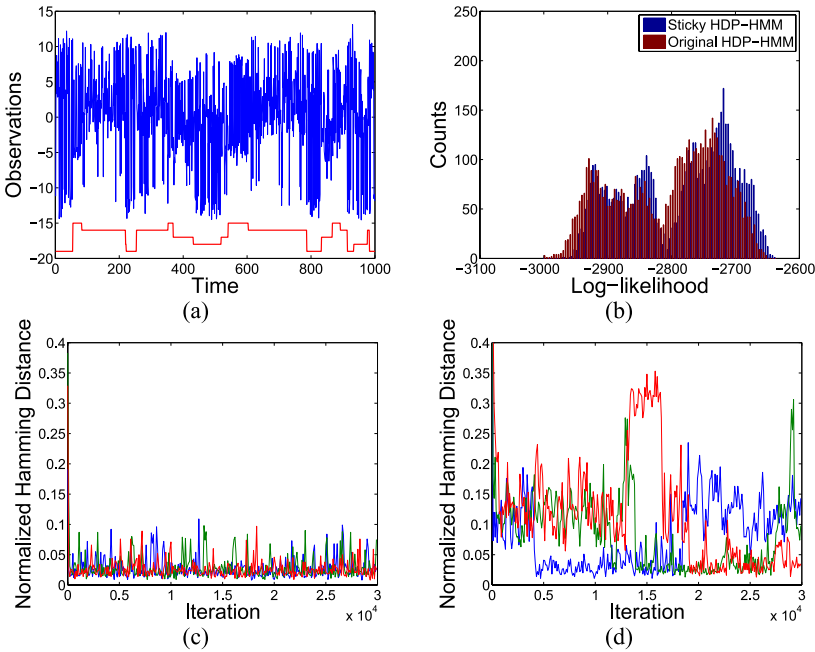 15
10
5
0
−5
−10
−15
−20
Observations
0 200 400 600 800 1000
Time
(a)
250
200
150
100
50
0
Counts
Sticky HDP−HMM
Original HDP−HMM
−3100 −3000 −2900 −2800 −2700 −2600
Log−likelihood
(b)
0.4
0.35
0.3
0.25
0.2
0.15
0.1
0.05
0
Normalized Hamming Distance
0 0.5 1 1.5 2 2.5 3
x 10^4
Iteration
(c)
0.4
0.35
0.3
0.25
0.2
0.15
0.1
0.05
0
Normalized Hamming Distance
0 0.5 1 1.5 2 2.5 3
x 10^4
Iteration
(d)